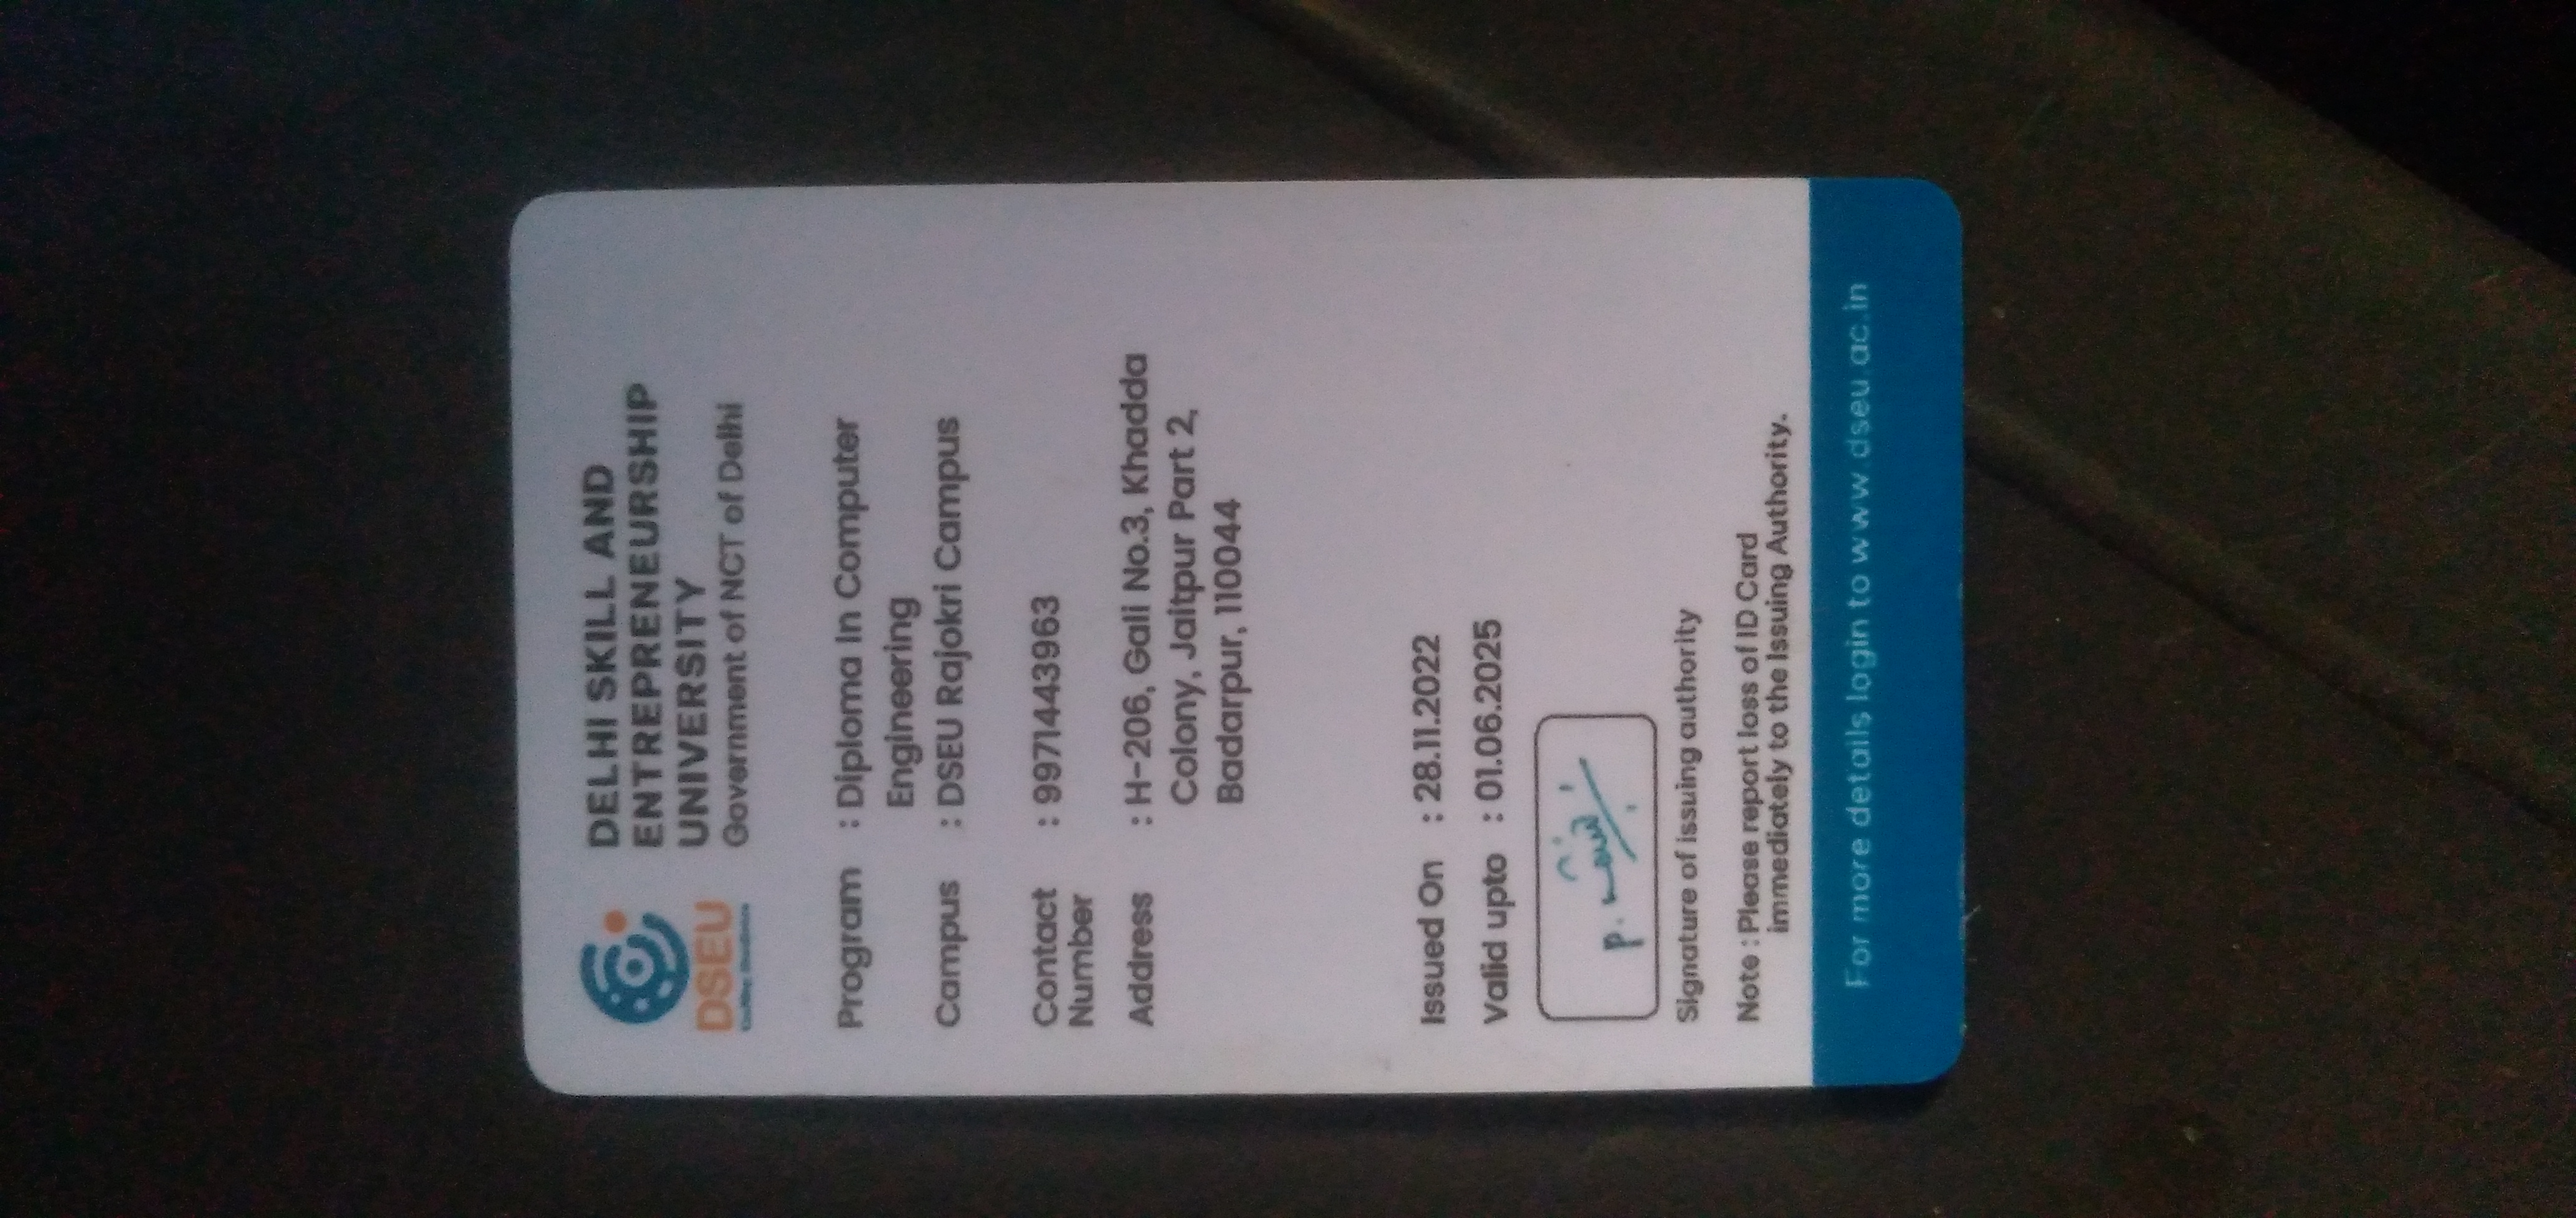 DELHI SKILL AND
ENTREPRENEURSHIP
UNIVERSITY
Government of NCT of Delhi
DSEU
Program : Diploma In Computer
Engineering
Campus : DSEU Rajokri Campus
Contact : 9971443963
Number
Address : H-206, Gali No.3, Khadda
Colony, Jaitpur Part 2,
Badarpur, 110044
Issued On : 28.11.2022
Valid upto : 01.06.2025
P.
Signature of issuing authority
Note : Please report loss of ID Card
immediately to the Issuing Authority.
For more details login to www.dseu.ac.in